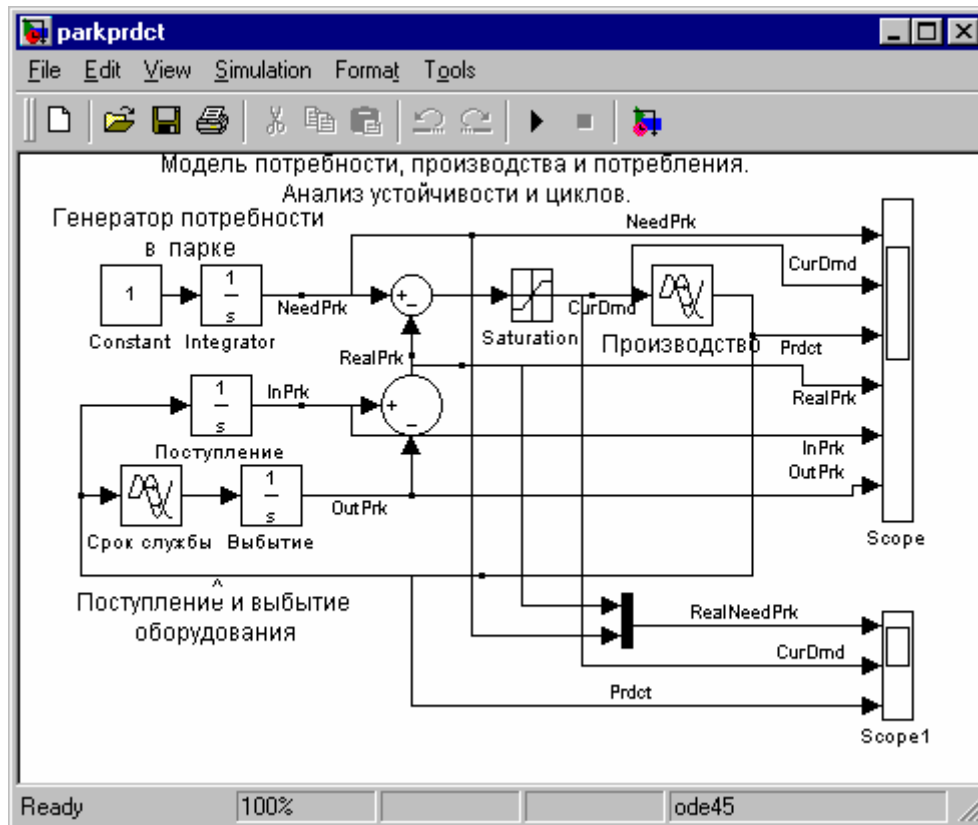 parkprdct
File Edit View Simulation Format Tools
Модель потребности, производства и потребления.
Анализ устойчивости и циклов.
Генератор потребности
в парке
NeedPrk
CurDmd
1
1
s
NeedPrk
+
-
CurDmd
Constant
Integrator
Saturation
Производство
Prdct
RealPrk
1
s
InPrk
+
-
RealPrk
Поступление
InPrk
1
s
OutPrk
OutPrk
Срок службы
Выбытие
Scope
^
Поступление и выбытие
оборудования
RealNeedPrk
CurDmd
Prdct
Scope1
Ready
100%
ode45